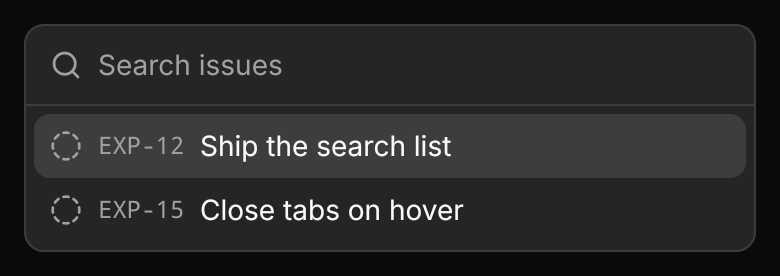 Search issues
EXP-12 Ship the search list
EXP-15 Close tabs on hover